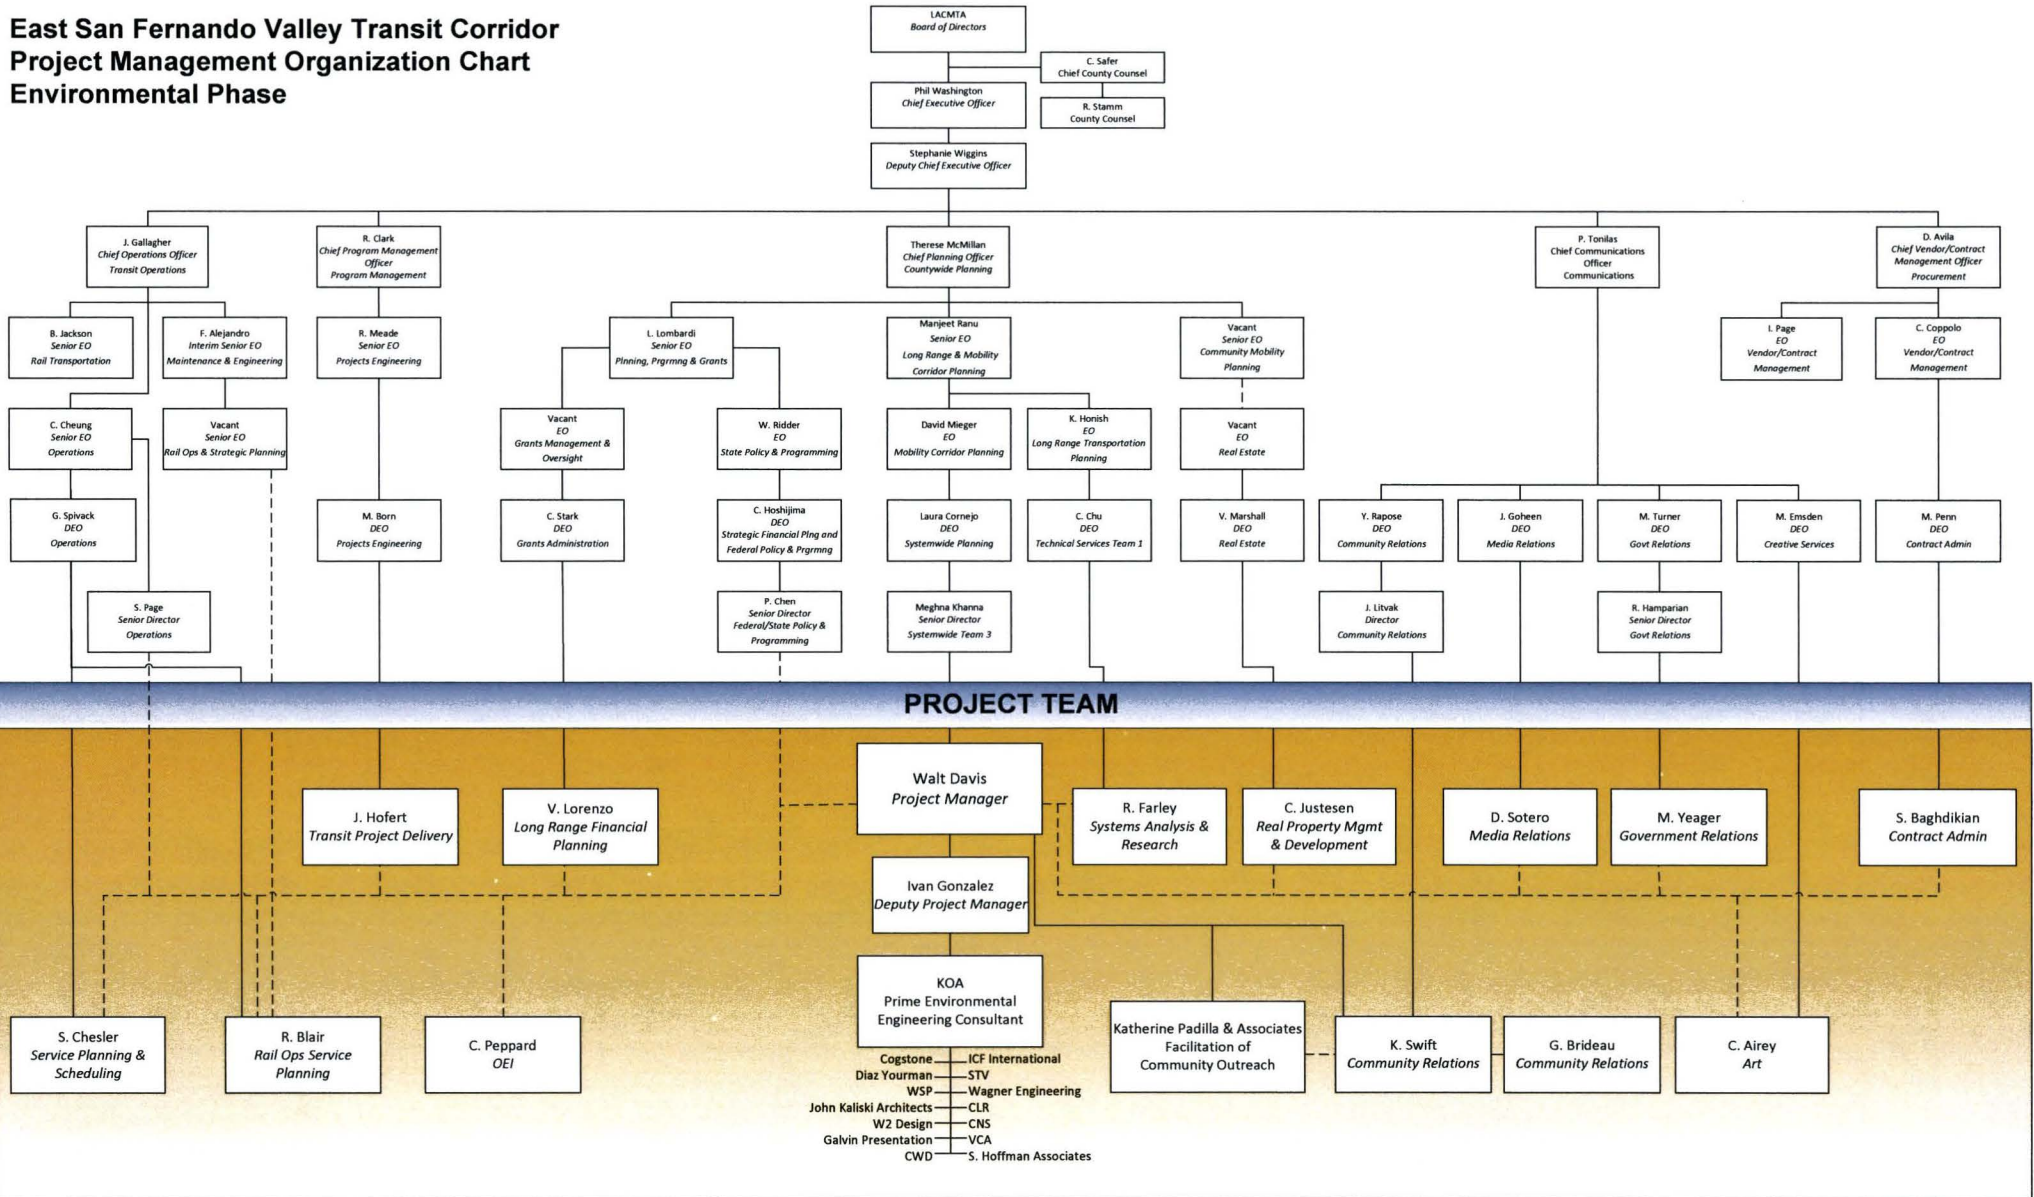 East San Fernando Valley Transit Corridor
Project Management Organization Chart
Environmental Phase
LACMTA
Board of Directors
C. Safer
Chief County Counsel
Phil Washington
Chief Executive Officer
R. Stamm
County Counsel
Stephanie Wiggins
Deputy Chief Executive Officer
J. Gallagher
Chief Operations Officer
Transit Operations
R. Clark
Chief Program Management
Officer
Program Management
Therese McMillan
Chief Planning Officer
Countywide Planning
P. Tonilas
Chief Communications
Officer
Communications
D. Avila
Chief Vendor/Contract
Management Officer
Procurement
B. Jackson
Senior EO
Rail Transportation
F. Alejandro
Interim Senior EO
Maintenance & Engineering
R. Meade
Senior EO
Projects Engineering
L. Lombardi
Senior EO
Plnning, Prgrmng & Grants
Manjeet Ranu
Senior EO
Long Range & Mobility
Corridor Planning
Vacant
Senior EO
Community Mobility
Planning
I. Page
EO
Vendor/Contract
Management
C. Coppolo
EO
Vendor/Contract
Management
C. Cheung
Senior EO
Operations
Vacant
Senior EO
Rail Ops & Strategic Planning
Vacant
EO
Grants Management &
Oversight
W. Ridder
EO
State Policy & Programming
David Mieger
EO
Mobility Corridor Planning
K. Honish
EO
Long Range Transportation
Planning
Vacant
EO
Real Estate
G. Spivack
DEO
Operations
M. Born
DEO
Projects Engineering
C. Stark
DEO
Grants Administration
C. Hoshijima
DEO
Strategic Financial Plng and
Federal Policy & Prgrmng
Laura Cornejo
DEO
Systemwide Planning
C. Chu
DEO
Technical Services Team 1
V. Marshall
DEO
Real Estate
Y. Rapose
DEO
Community Relations
J. Goheen
DEO
Media Relations
M. Turner
DEO
Govt Relations
M. Emsden
DEO
Creative Services
M. Penn
DEO
Contract Admin
S. Page
Senior Director
Operations
P. Chen
Senior Director
Federal/State Policy &
Programming
Meghna Khanna
Senior Director
Systemwide Team 3
J. Litvak
Director
Community Relations
R. Hamparian
Senior Director
Govt Relations
PROJECT TEAM
Walt Davis
Project Manager
J. Hofert
Transit Project Delivery
V. Lorenzo
Long Range Financial
Planning
R. Farley
Systems Analysis &
Research
C. Justesen
Real Property Mgmt
& Development
D. Sotero
Media Relations
M. Yeager
Government Relations
S. Baghdikian
Contract Admin
Ivan Gonzalez
Deputy Project Manager
KOA
Prime Environmental
Engineering Consultant
S. Chesler
Service Planning &
Scheduling
R. Blair
Rail Ops Service
Planning
C. Peppard
OEI
Katherine Padilla & Associates
Facilitation of
Community Outreach
K. Swift
Community Relations
G. Brideau
Community Relations
C. Airey
Art
Cogstone ICF International
Diaz Yourman STV
WSP Wagner Engineering
John Kaliski Architects CLR
W2 Design CNS
Galvin Presentation VCA
CWD S. Hoffman Associates